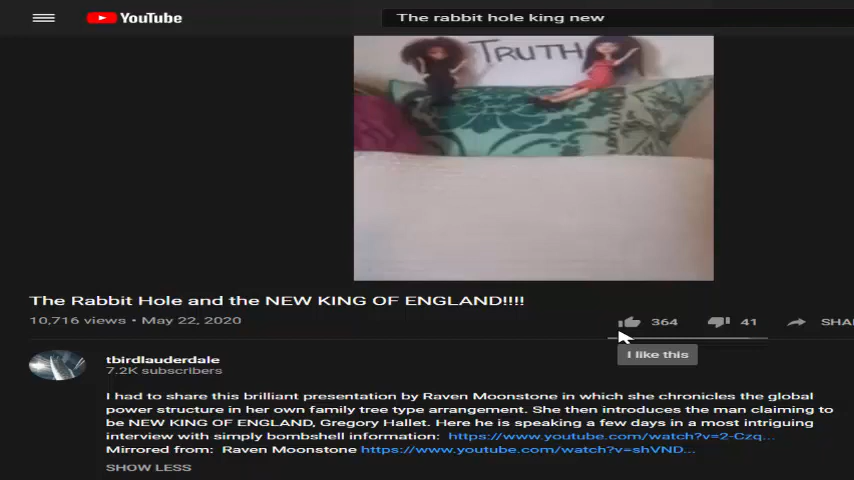 YouTube
The rabbit hole king new
TRUTH
The Rabbit Hole and the NEW KING OF ENGLAND!!!!
10,716 views • May 22, 2020
364
41
SHA
I like this
tbirdlauderdale
7.2K subscribers
I had to share this brilliant presentation by Raven Moonstone in which she chronicles the global
power structure in her own family tree type arrangement. She then introduces the man claiming to
be NEW KING OF ENGLAND, Gregory Hallet. Here he is speaking a few days in a most intriguing
interview with simply bombshell information: https://www.youtube.com/watch?v=2-Czq...
Mirrored from: Raven Moonstone https://www.youtube.com/watch?v=shVND...
SHOW LESS